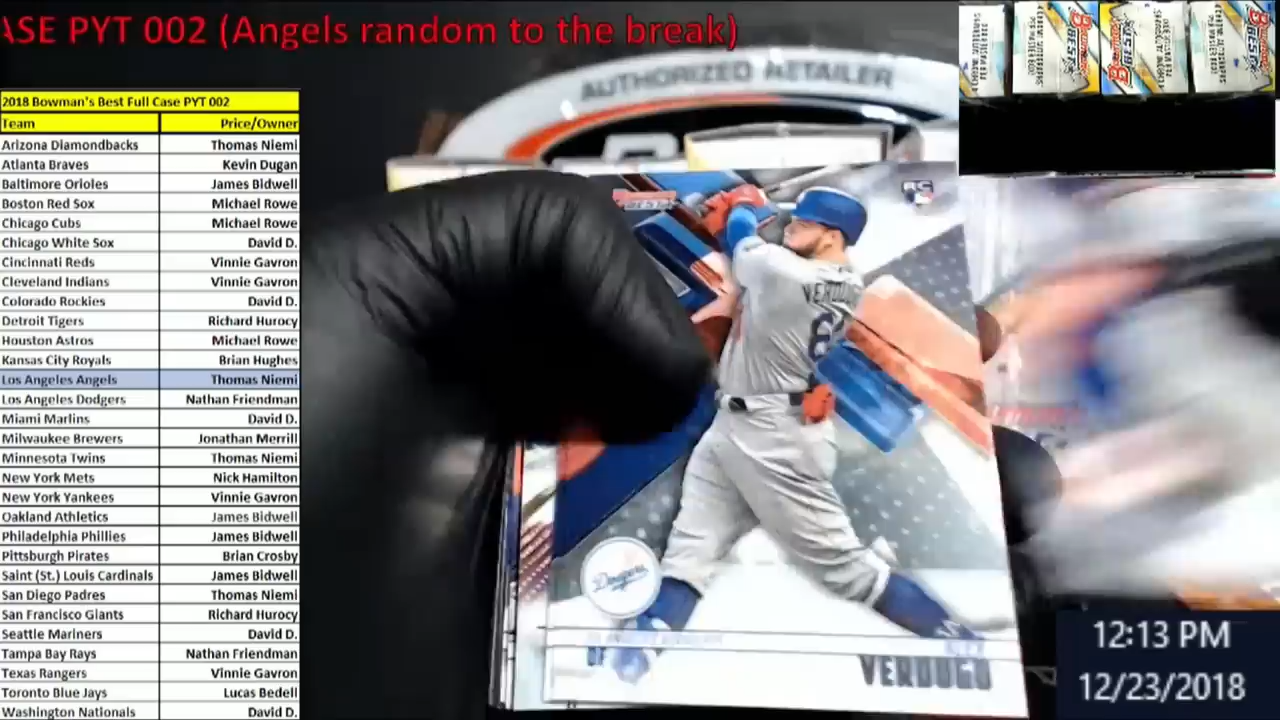 ASE PYT 002 (Angels random to the break)
2018 Bowman's Best Full Case PYT 002
Team Price/Owner
Arizona Diamondbacks Thomas Niemi
Atlanta Braves Kevin Dugan
Baltimore Orioles James Bidwell
Boston Red Sox Michael Rowe
Chicago Cubs Michael Rowe
Chicago White Sox David D.
Cincinnati Reds Vinnie Gavron
Cleveland Indians Vinnie Gavron
Colorado Rockies David D.
Detroit Tigers Richard Hurocy
Houston Astros Michael Rowe
Kansas City Royals Brian Hughes
Los Angeles Angels Thomas Niemi
Los Angeles Dodgers Nathan Friendman
Miami Marlins David D.
Milwaukee Brewers Jonathan Merrill
Minnesota Twins Thomas Niemi
New York Mets Nick Hamilton
New York Yankees Vinnie Gavron
Oakland Athletics James Bidwell
Philadelphia Phillies James Bidwell
Pittsburgh Pirates Brian Crosby
Saint (St.) Louis Cardinals James Bidwell
San Diego Padres Thomas Niemi
San Francisco Giants Richard Hurocy
Seattle Mariners David D.
Tampa Bay Rays Nathan Friendman
Texas Rangers Vinnie Gavron
Toronto Blue Jays Lucas Bedell
Washington Nationals David D.
AUTHORIZED RETAILER
RC
VERDUGO
6
Dodgers
VERDUGO
BOWMAN'S BEST
12:13 PM
12/23/2018